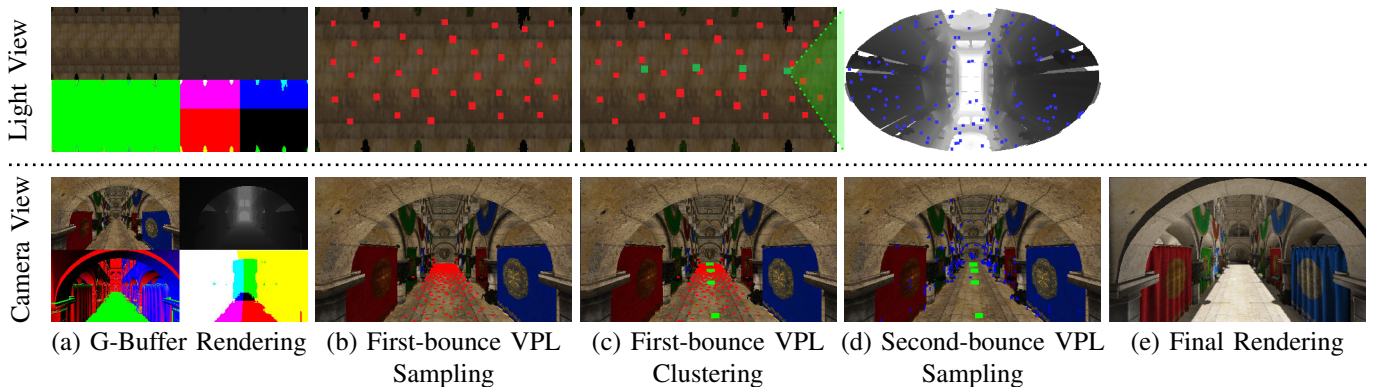 Light View
Camera View
(a) G-Buffer Rendering
(b) First-bounce VPL
Sampling
(c) First-bounce VPL
Clustering
(d) Second-bounce VPL
Sampling
(e) Final Rendering